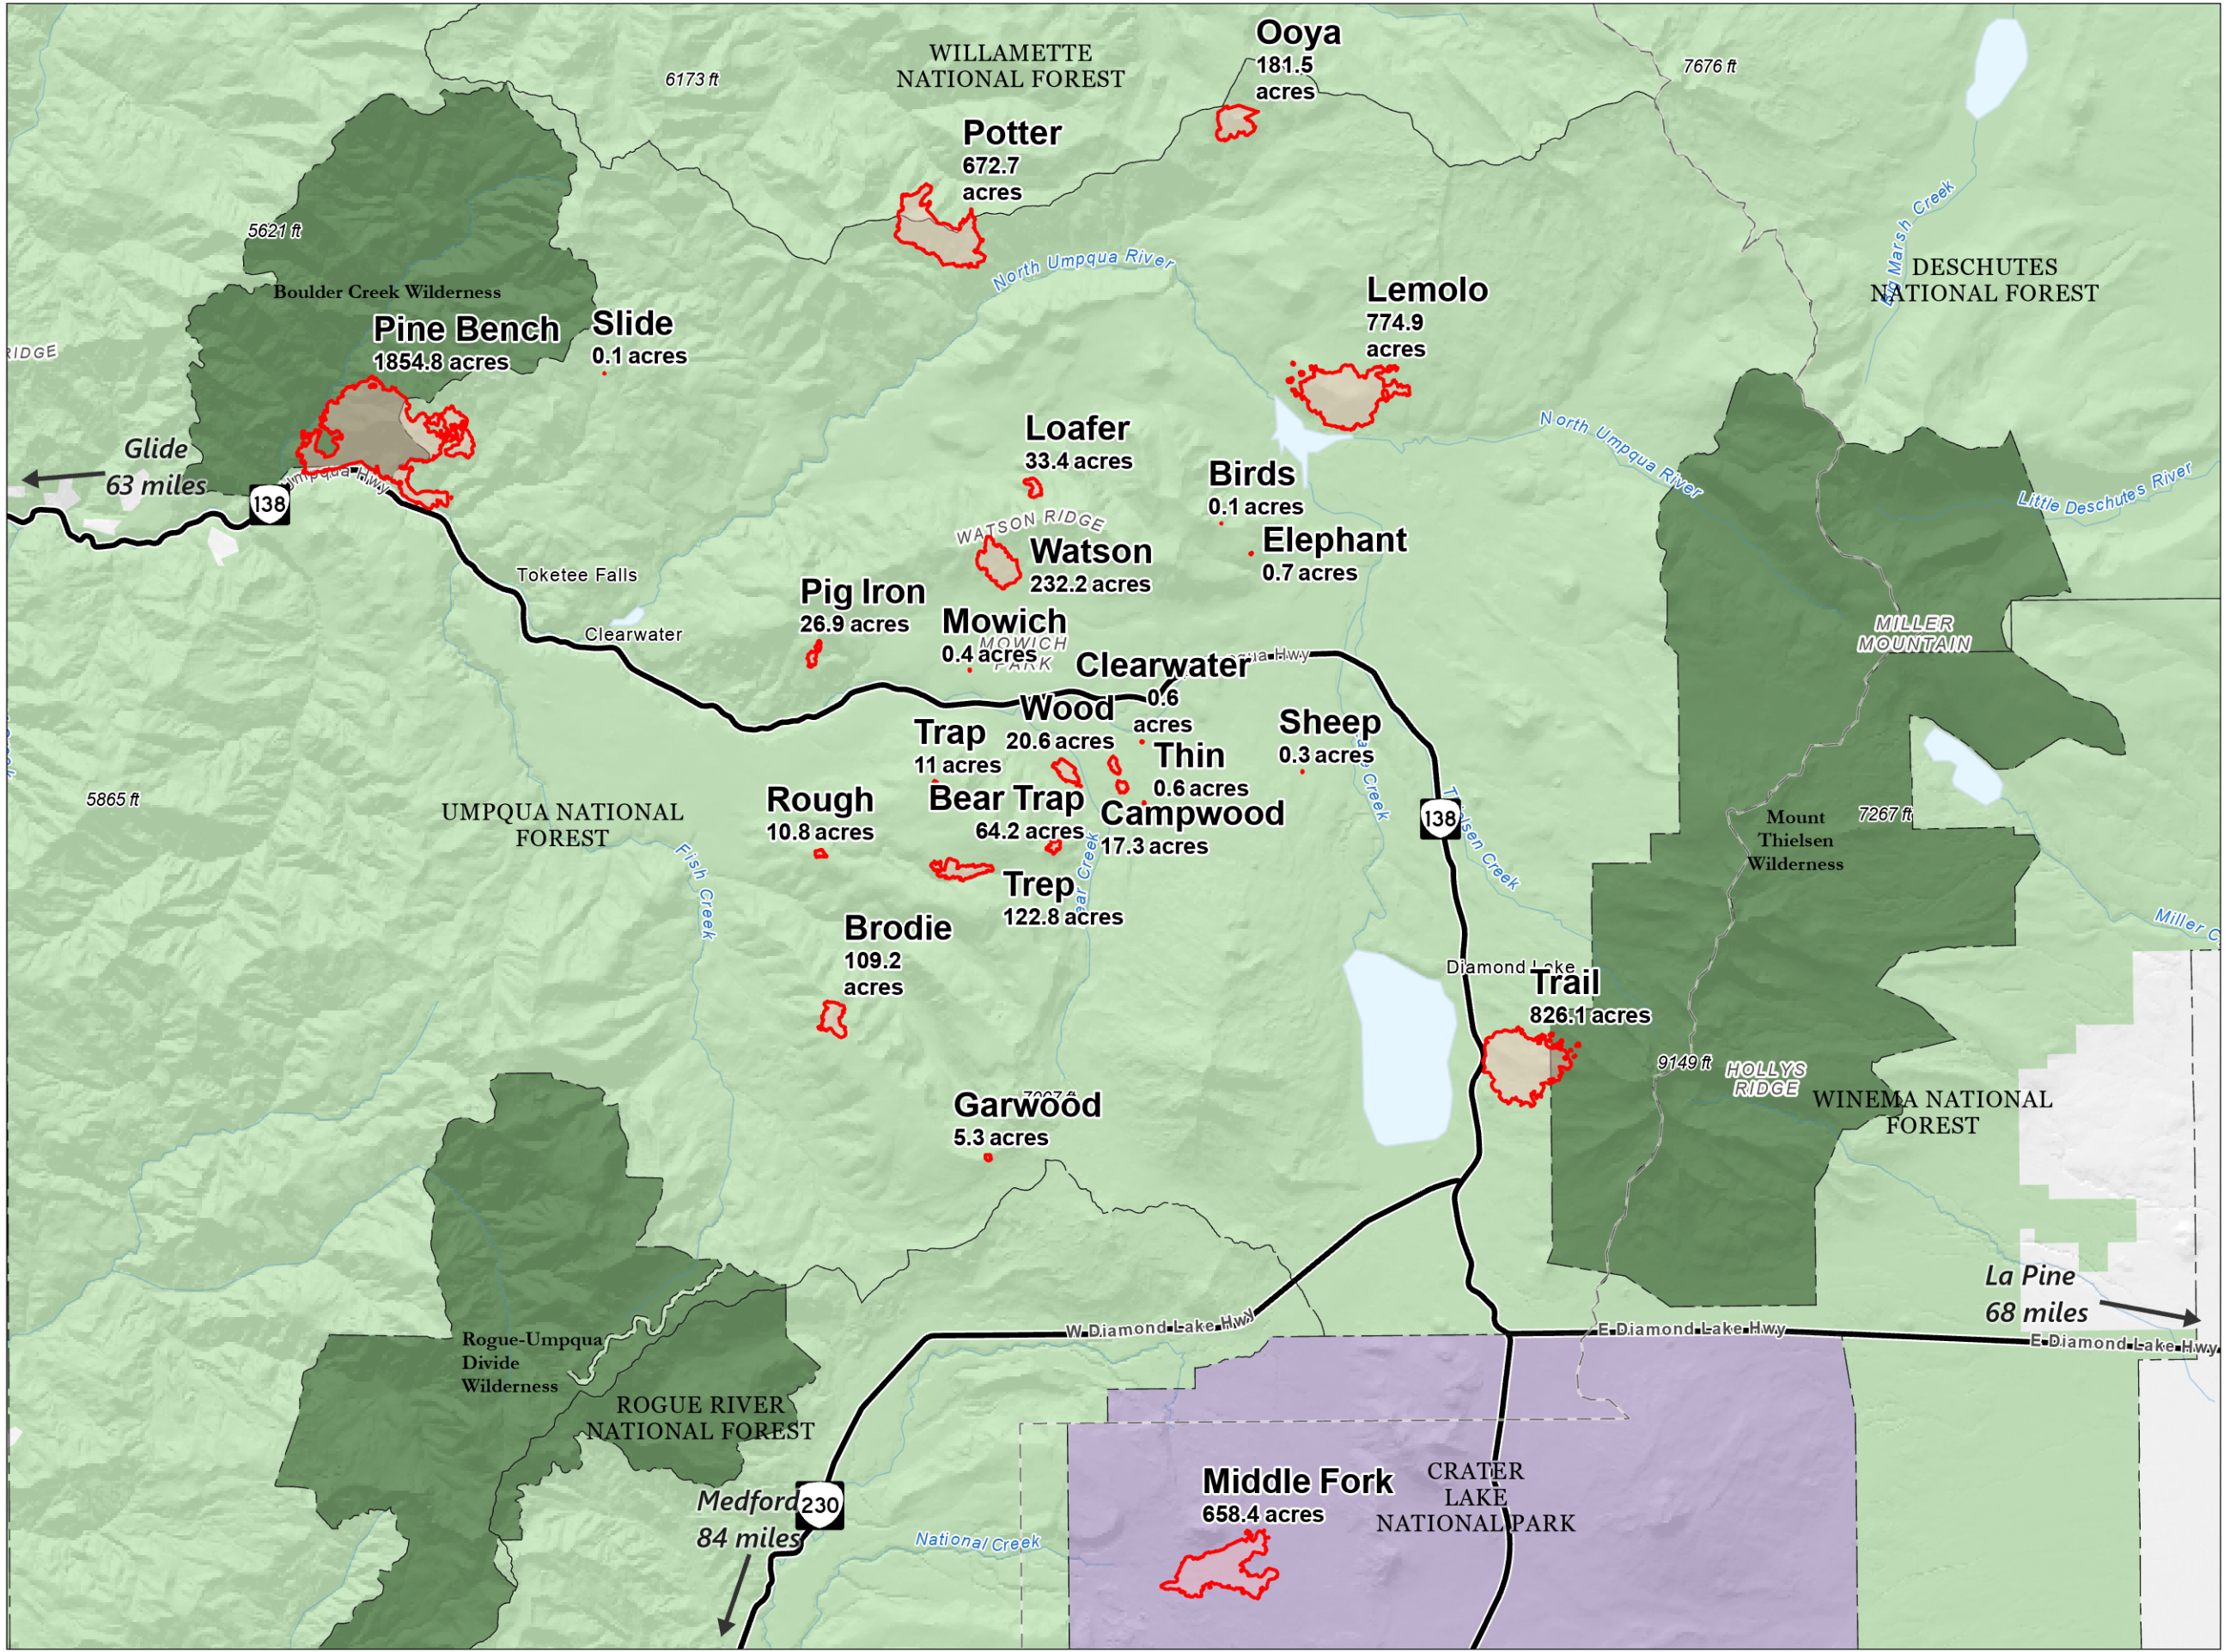 WILLAMETTE
NATIONAL FOREST
6173 ft
Ooya
181.5
acres
7676 ft
Potter
672.7
acres
5621 ft
Boulder Creek Wilderness
North Umpqua River
Big Marsh Creek
DESCHUTES
NATIONAL FOREST
Pine Bench
1854.8 acres
Slide
0.1 acres
Lemolo
774.9
acres
RIDGE
Glide
63 miles
138
Umpqua Hwy
Loafer
33.4 acres
North Umpqua River
Little Deschutes River
Birds
0.1 acres
WATSON RIDGE
Watson
232.2 acres
Elephant
0.7 acres
Toketee Falls
Clearwater
Pig Iron
26.9 acres
Mowich
0.4 acres
MOWICH
PARK
MILLER
MOUNTAIN
Clearwater
0.6
acres
Hwy
Wood
20.6 acres
Trap
11 acres
Thin
0.6 acres
Sheep
0.3 acres
Creek
Rough
10.8 acres
Bear Trap
64.2 acres
Campwood
17.3 acres
138
Thielsen Creek
5865 ft
UMPQUA NATIONAL
FOREST
Fish Creek
Creek
7267 ft
Mount
Thielsen
Wilderness
Trep
122.8 acres
Miller C
Brodie
109.2
acres
Diamond Lake
Trail
826.1 acres
9149 ft
HOLLYS
RIDGE
WINEMA NATIONAL
FOREST
Garwood
5.3 acres
La Pine
68 miles
W Diamond Lake Hwy
E Diamond Lake Hwy
E Diamond Lake Hwy
Rogue-Umpqua
Divide
Wilderness
ROGUE RIVER
NATIONAL FOREST
Medford
84 miles
230
National Creek
Middle Fork
658.4 acres
CRATER
LAKE
NATIONAL PARK